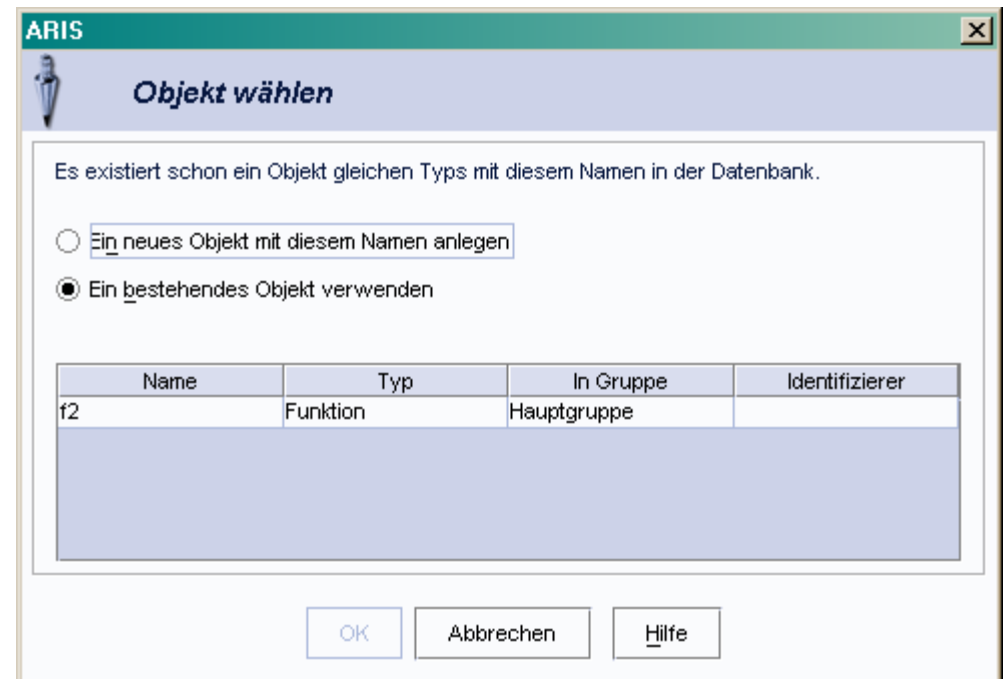 ARIS
Objekt wählen
Es existiert schon ein Objekt gleichen Typs mit diesem Namen in der Datenbank.
Ein neues Objekt mit diesem Namen anlegen
Ein bestehendes Objekt verwenden
Name Typ In Gruppe Identifizierer
f2 Funktion Hauptgruppe
OK Abbrechen Hilfe